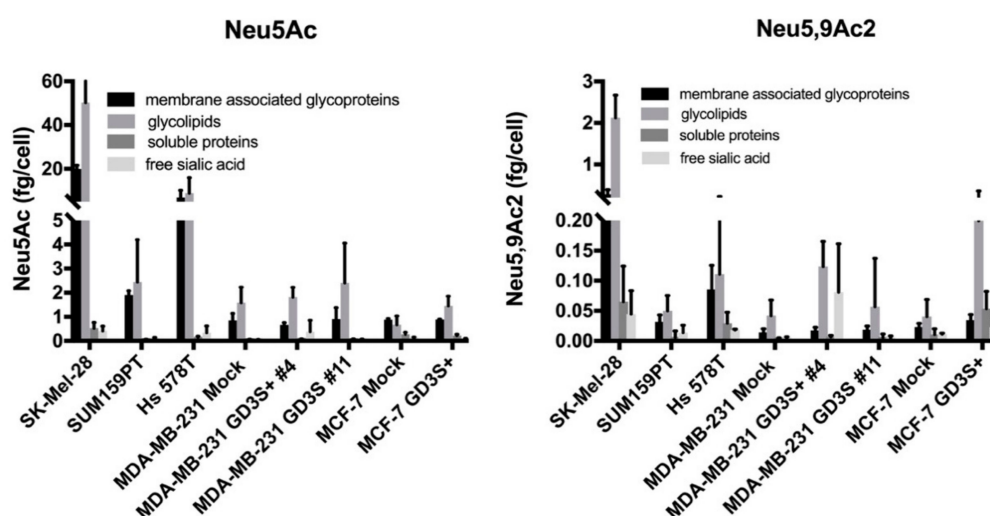 Neu5Ac
Neu5Ac (fg/cell)
60
40
20
5
4
3
2
1
0
membrane associated glycoproteins
glycolipids
soluble proteins
free sialic acid
SK-Mel-28
SUM159PT
Hs 578T
MDA-MB-231 Mock
MDA-MB-231 GD3S+ #4
MDA-MB-231 GD3S #11
MCF-7 Mock
MCF-7 GD3S+
Neu5,9Ac2
Neu5,9Ac2 (fg/cell)
3
2
1
0.20
0.15
0.10
0.05
0.00
membrane associated glycoproteins
glycolipids
soluble proteins
free sialic acid
SK-Mel-28
SUM159PT
Hs 578T
MDA-MB-231 Mock
MDA-MB-231 GD3S+ #4
MDA-MB-231 GD3S #11
MCF-7 Mock
MCF-7 GD3S+